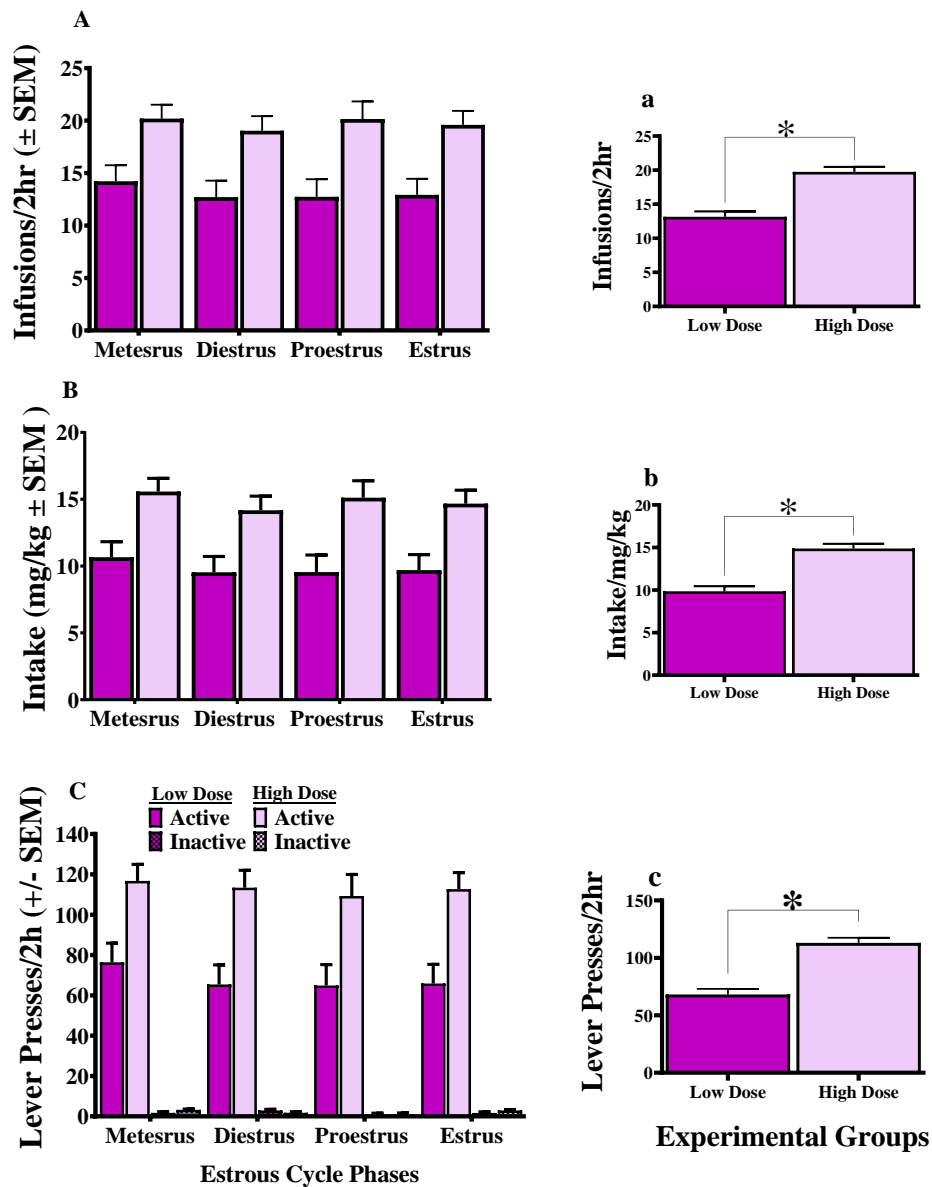 A
Infusions/2hr (± SEM)
25
20
15
10
5
0
Metesrus Diestrus Proestrus Estrus
a
Infusions/2hr
25
20
15
10
5
0
*
Low Dose High Dose
B
Intake (mg/kg ± SEM )
20
15
10
5
0
Metesrus Diestrus Proestrus Estrus
b
Intake/mg/kg
20
15
10
5
0
*
Low Dose High Dose
C
Low Dose High Dose
Active Active
Inactive Inactive
Lever Presses/2h (+/- SEM)
140
120
100
80
60
40
20
0
Metesrus Diestrus Proestrus Estrus
Estrous Cycle Phases
c
Lever Presses/2hr
150
100
50
0
*
Low Dose High Dose
Experimental Groups